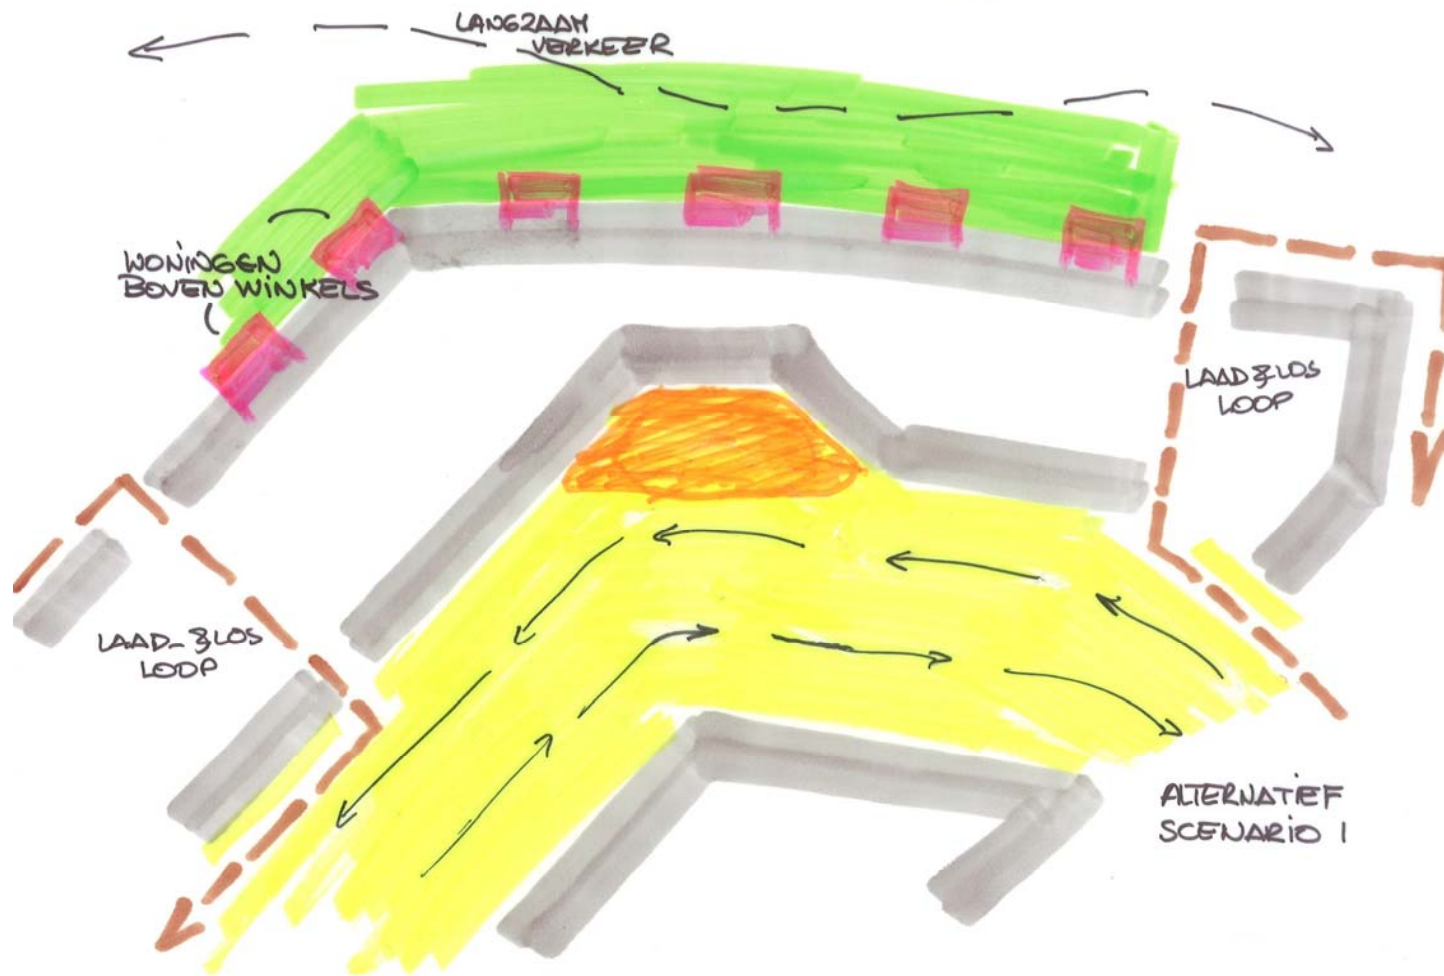 LANGZAAM
VERKEER
WONINGEN
BOVEN WINKELS
LAAD & LOS
LOOP
LAAD- & LOS
LOOP
ALTERNATIEF
SCENARIO 1